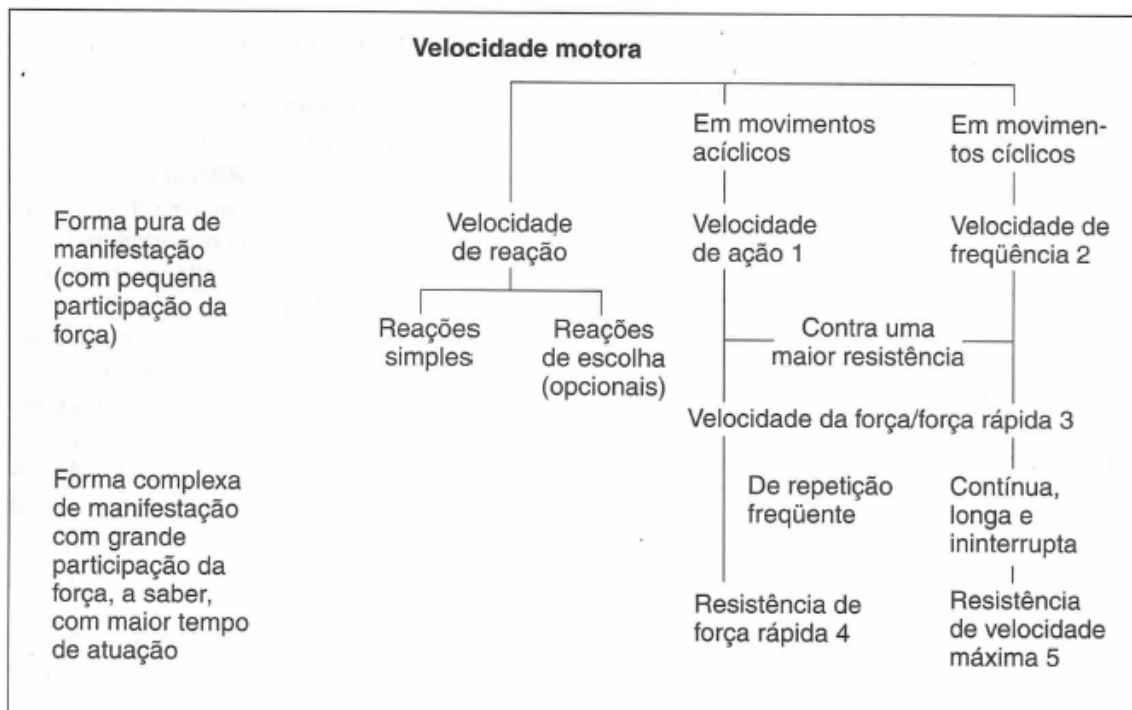 Velocidade motora
Em movimentos
acíclicos
Em movimen-
tos cíclicos
Forma pura de
manifestação
(com pequena
participação da
força)
Velocidade
de reação
Velocidade
de ação 1
Velocidade de
freqüência 2
Reações
simples
Reações
de escolha
(opcionais)
Contra uma
maior resistência
Velocidade da força/força rápida 3
Forma complexa
de manifestação
com grande
participação da
força, a saber,
com maior tempo
de atuação
De repetição
freqüente
Contínua,
longa e
ininterrupta
Resistência de
força rápida 4
Resistência
de velocidade
máxima 5